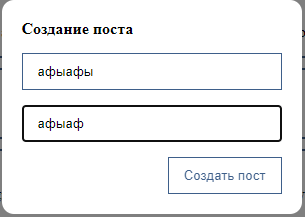 Создание поста
афыафы
афыаф
Создать пост